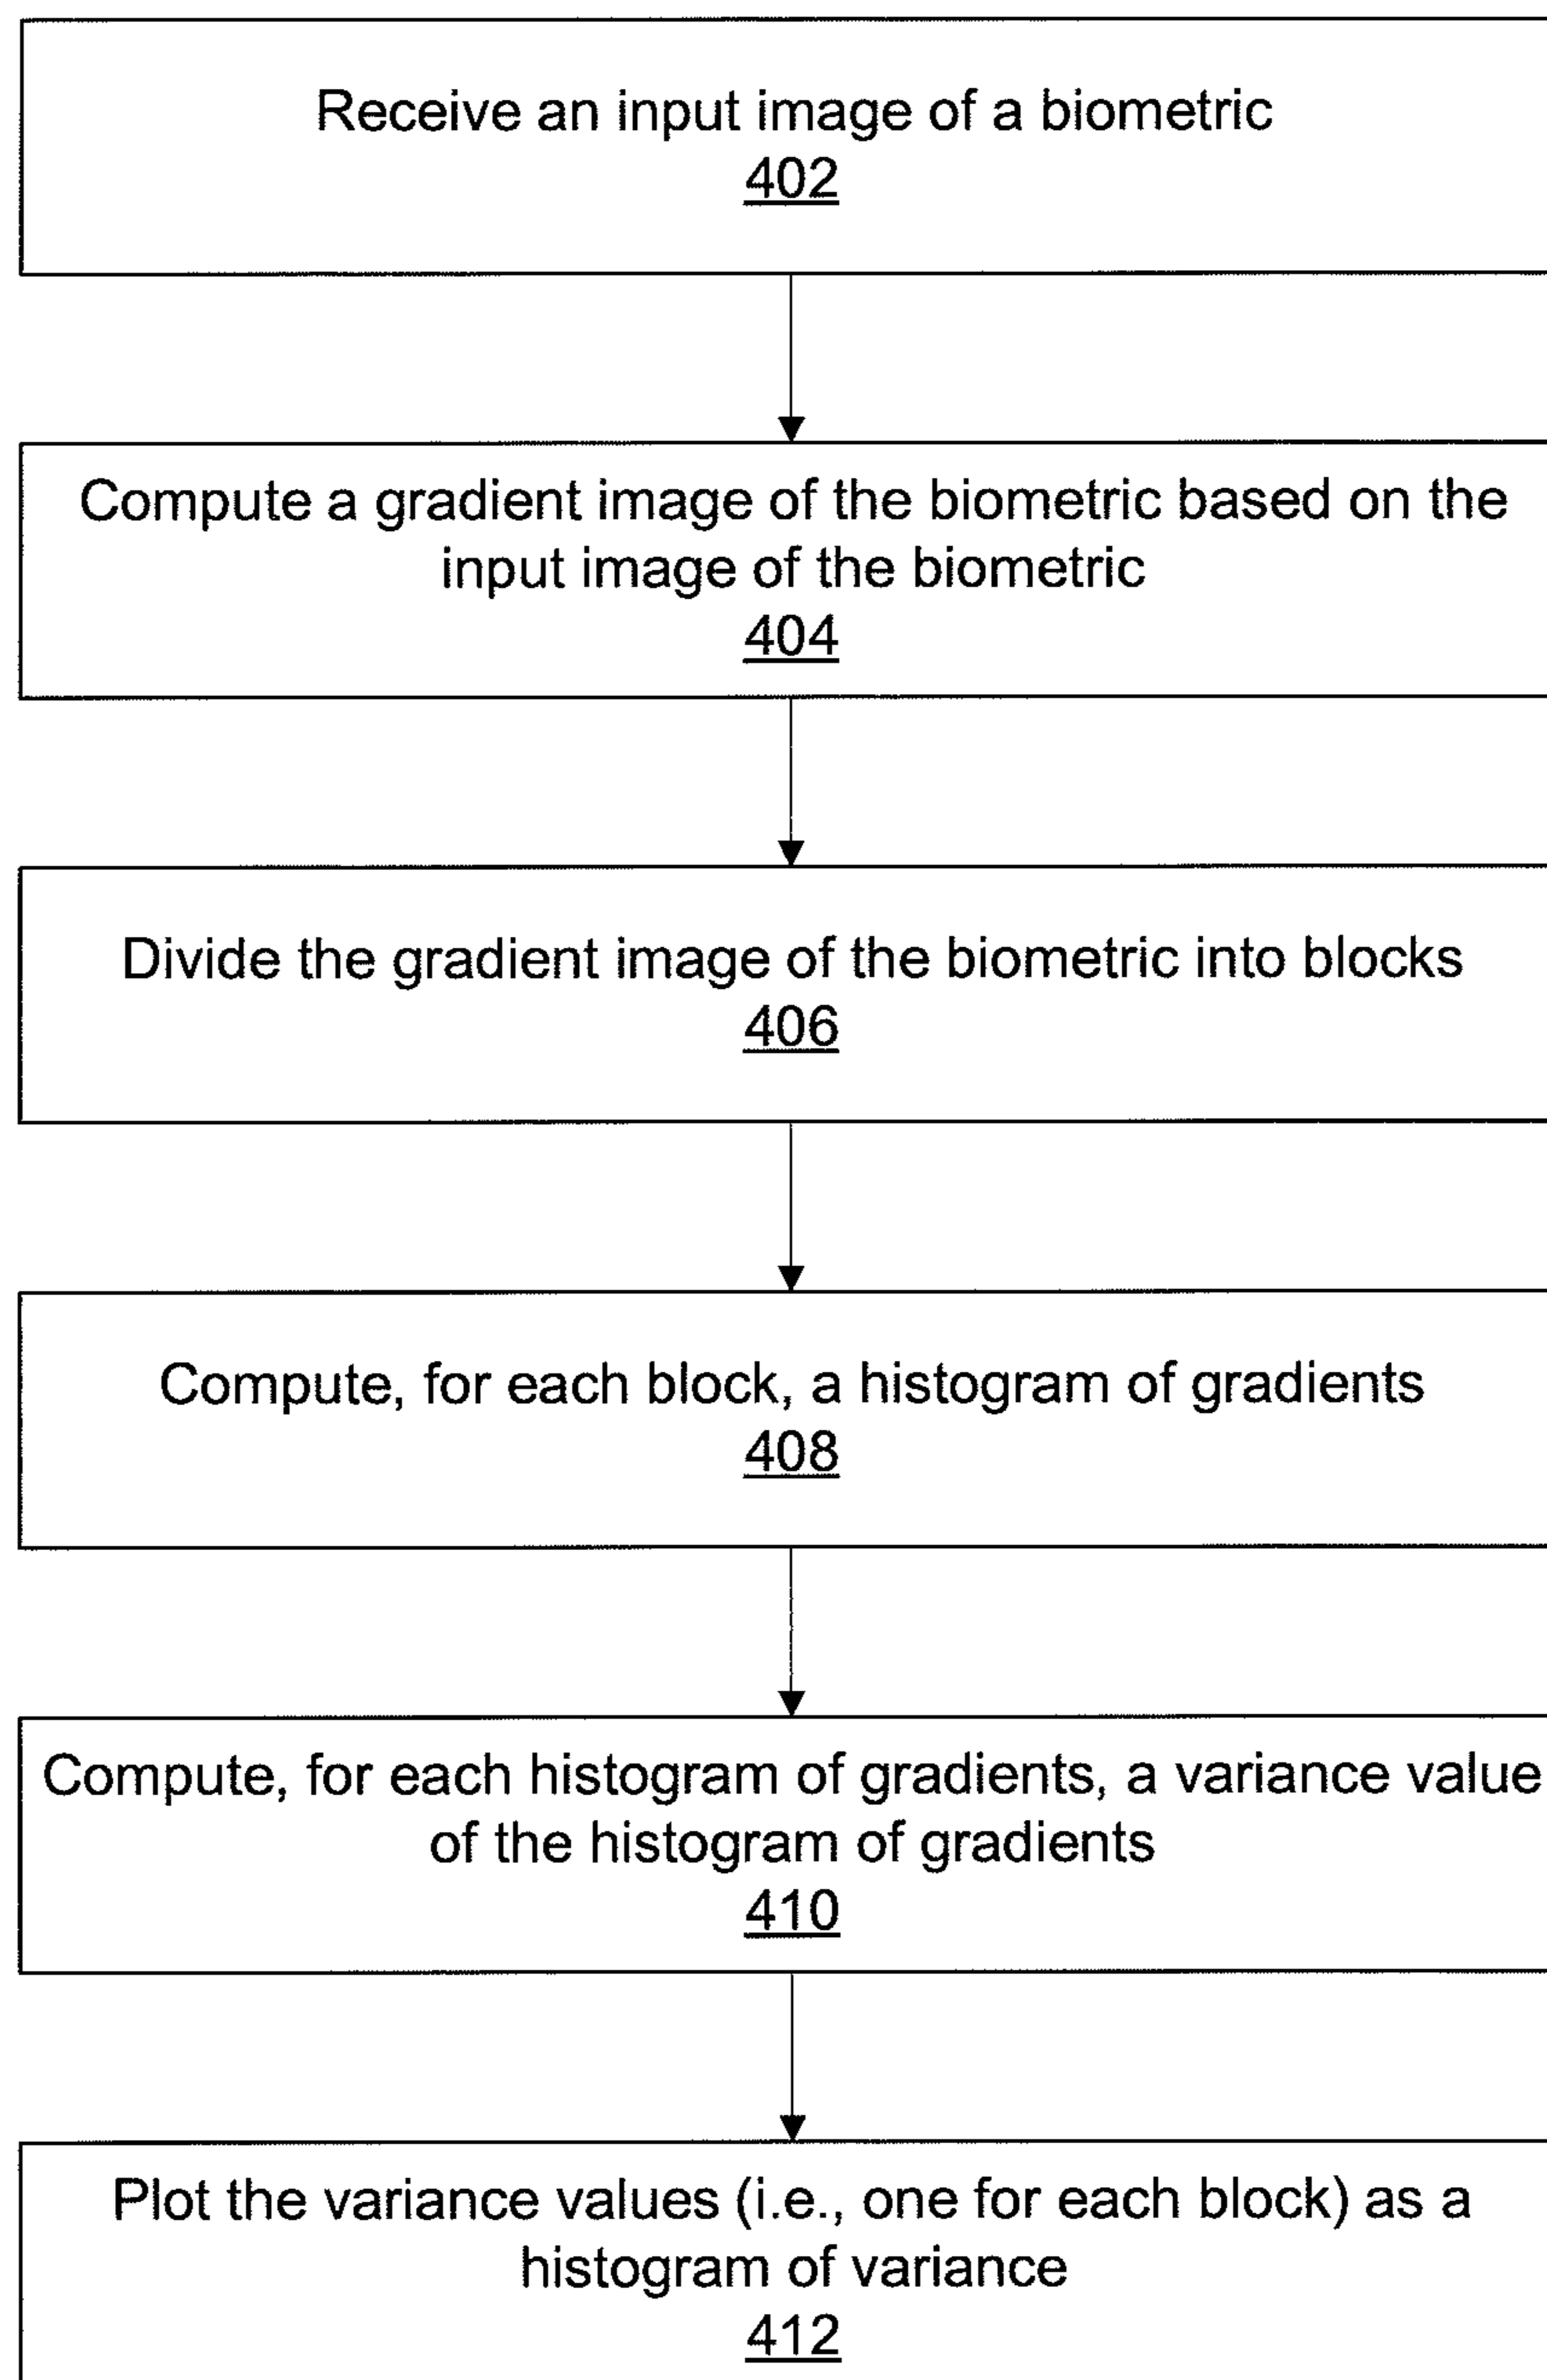 Receive an input image of a biometric
402
Compute a gradient image of the biometric based on the
input image of the biometric
404
Divide the gradient image of the biometric into blocks
406
Compute, for each block, a histogram of gradients
408
Compute, for each histogram of gradients, a variance value
of the histogram of gradients
410
Plot the variance values (i.e., one for each block) as a
histogram of variance
412